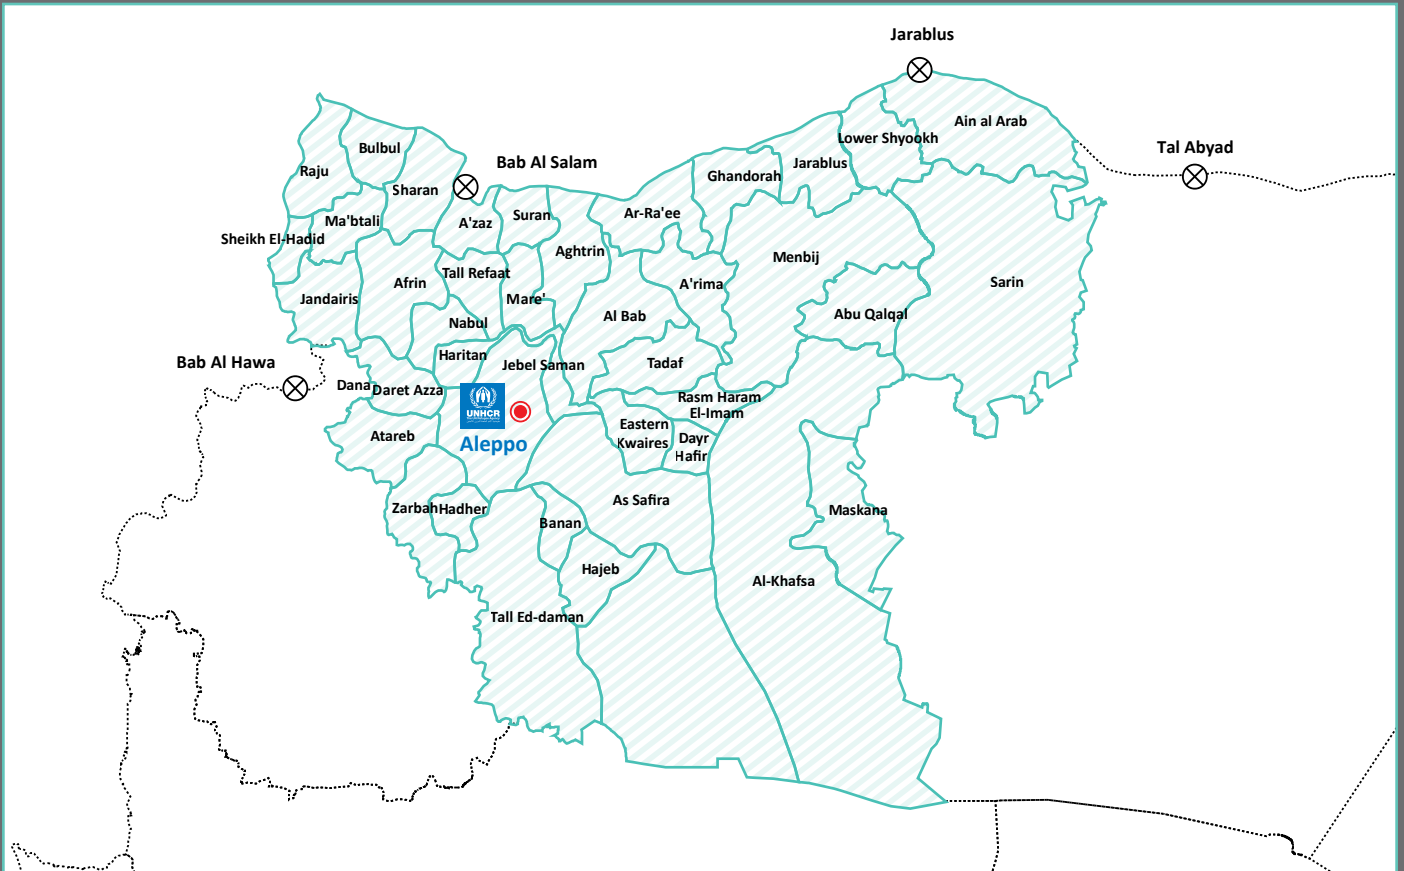 Jarablus
Ain al Arab
Lower Shyookh
Tal Abyad
Bab Al Salam
Bulbul
Raju
Sharan
Jarablus
Ghandorah
Ma'btali
A'zaz
Suran
Ar-Ra'ee
Sheikh El-Hadid
Aghtrin
Menbij
Afrin
Tall Refaat
A'rima
Sarin
Jandairis
Mare'
Nabul
Al Bab
Abu Qalqal
Haritan
Jebel Saman
Tadaf
Bab Al Hawa
Dana
Daret Azza
UNHCR
Rasm Haram
El-Imam
Aleppo
Atareb
Eastern
Kwaires
Dayr
Hafir
Zarbah
Hadher
As Safira
Banan
Maskana
Hajeb
Al-Khafsa
Tall Ed-daman